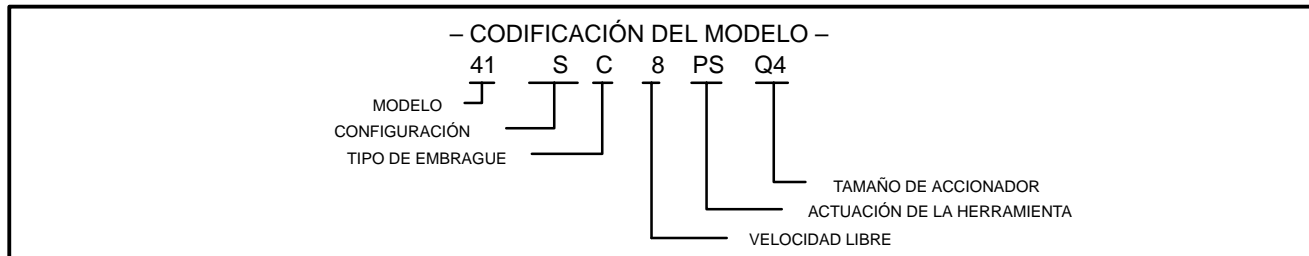 – CODIFICACIÓN DEL MODELO –
41 S C 8 PS Q4
MODELO
CONFIGURACIÓN
TIPO DE EMBRAGUE
TAMAÑO DE ACCIONADOR
ACTUACIÓN DE LA HERRAMIENTA
VELOCIDAD LIBRE